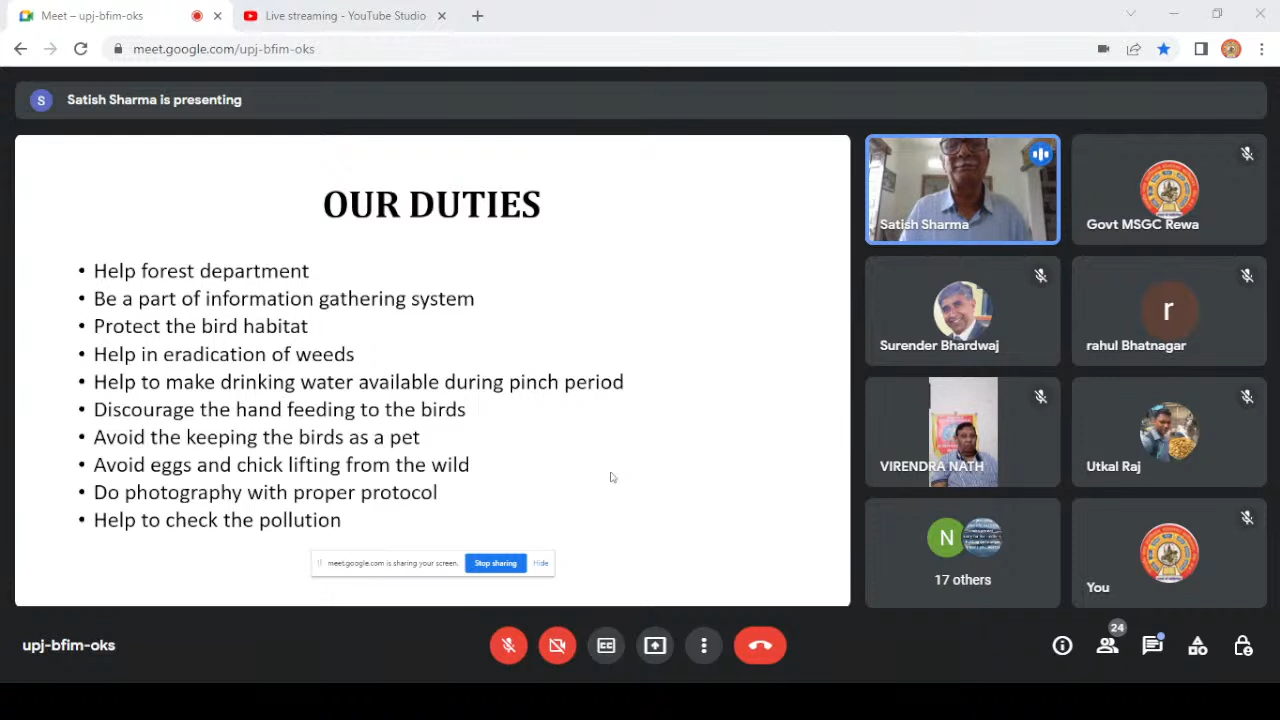 Meet – upj-bfim-oks
Live streaming - YouTube Studio
meet.google.com/upj-bfim-oks
S
Satish Sharma is presenting
OUR DUTIES
• Help forest department
• Be a part of information gathering system
• Protect the bird habitat
• Help in eradication of weeds
• Help to make drinking water available during pinch period
• Discourage the hand feeding to the birds
• Avoid the keeping the birds as a pet
• Avoid eggs and chick lifting from the wild
• Do photography with proper protocol
• Help to check the pollution
meet.google.com is sharing your screen.
Stop sharing
Hide
Satish Sharma
Govt MSGC Rewa
Surender Bhardwaj
r
rahul Bhatnagar
VIRENDRA NATH
Utkal Raj
N
17 others
You
upj-bfim-oks
CC
24